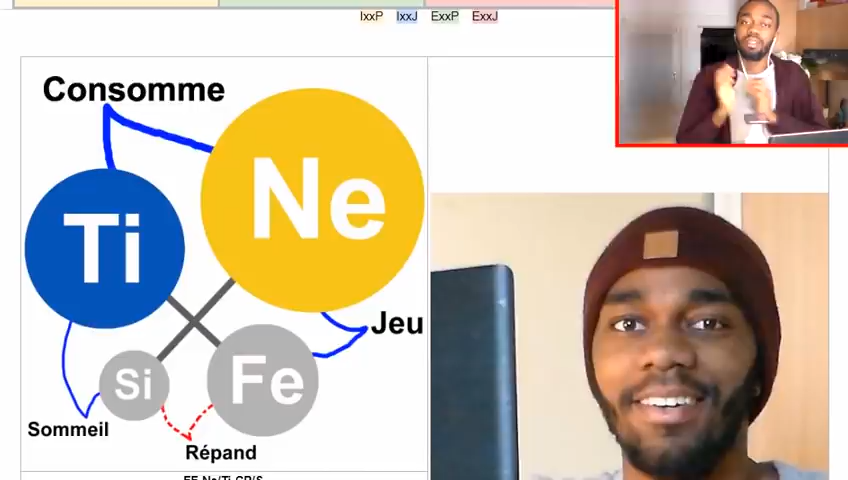 IxxP IxxJ ExxP ExxJ
Consomme
Ne
Ti
Jeu
Si
Fe
Sommeil
Répand